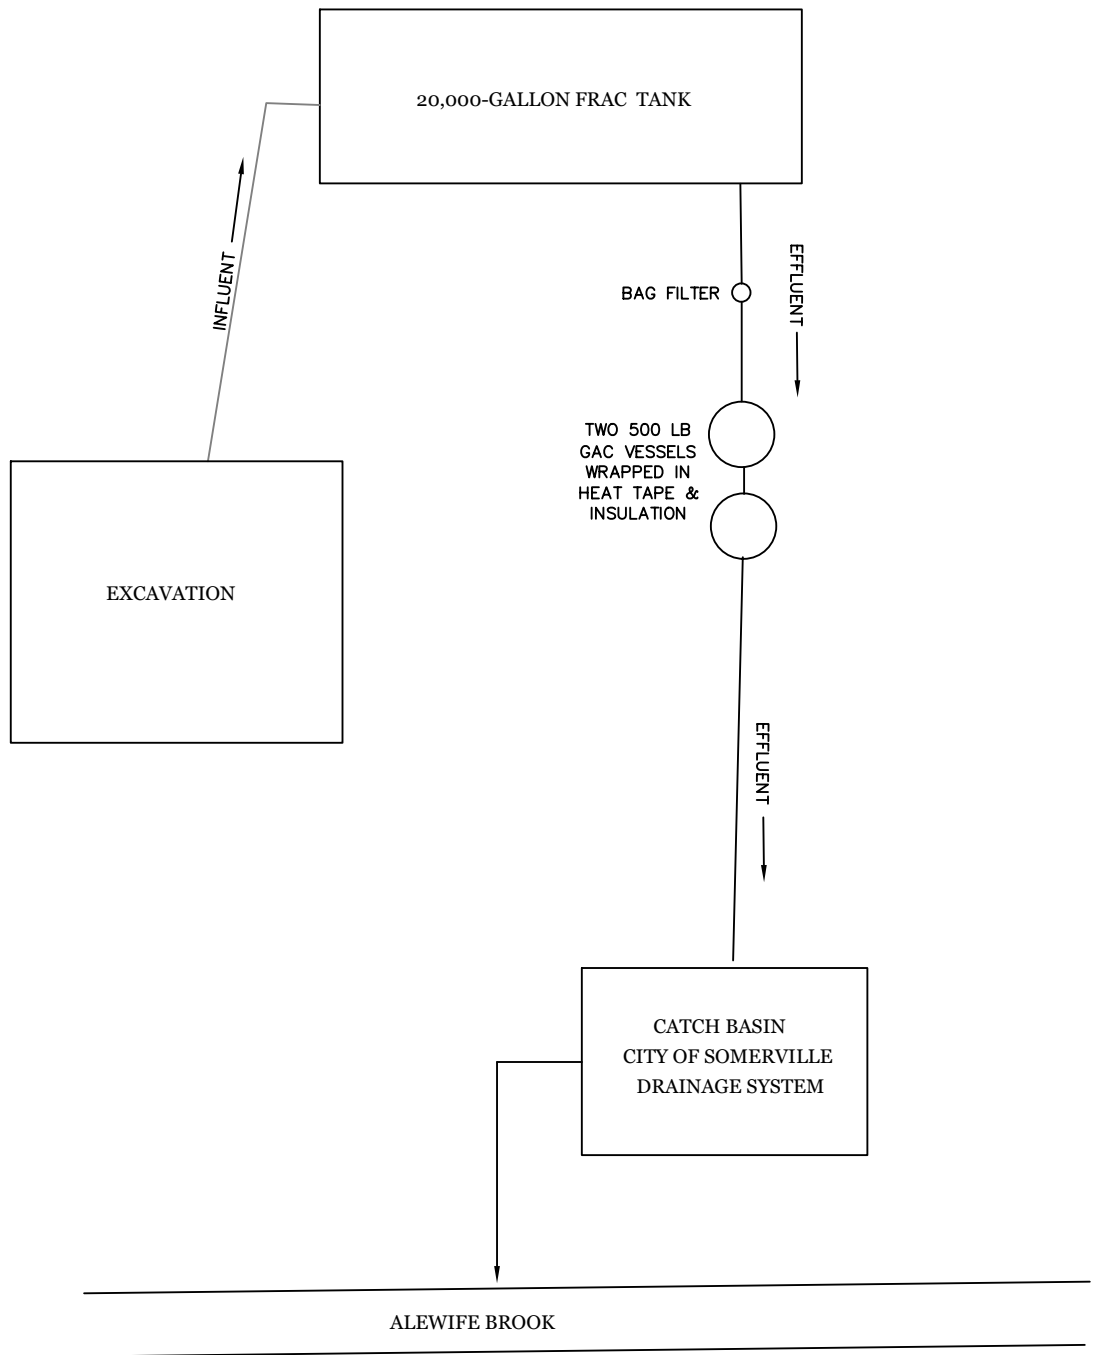 20,000-GALLON FRAC TANK
INFLUENT
EFFLUENT
BAG FILTER
TWO 500 LB
GAC VESSELS
WRAPPED IN
HEAT TAPE &
INSULATION
EXCAVATION
EFFLUENT
CATCH BASIN
CITY OF SOMERVILLE
DRAINAGE SYSTEM
ALEWIFE BROOK